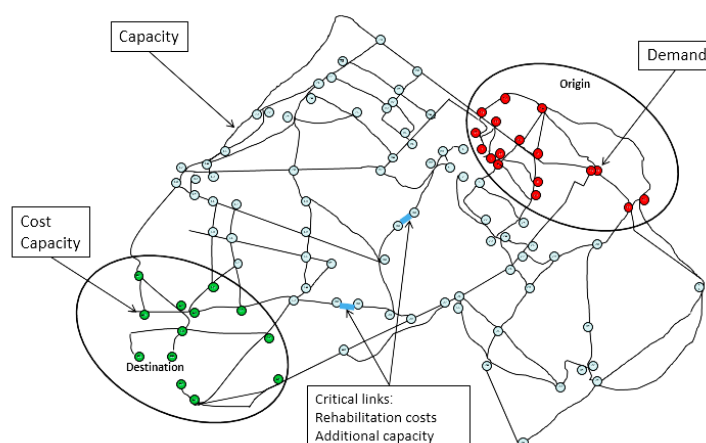 Capacity
Demand
Origin
Cost
Capacity
Destination
Critical links:
Rehabilitation costs
Additional capacity